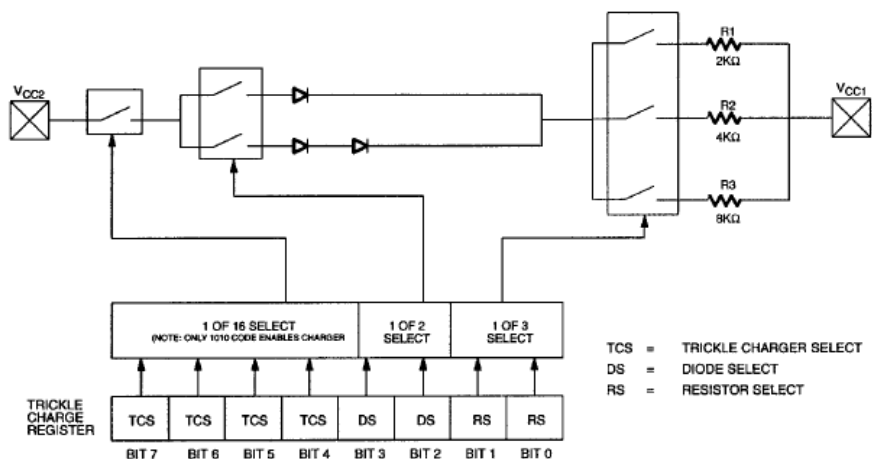 VCC2
VCC1
R1
2KΩ
R2
4KΩ
R3
8KΩ
1 OF 16 SELECT
(NOTE: ONLY 1010 CODE ENABLES CHARGER
1 OF 2
SELECT
1 OF 3
SELECT
TCS = TRICKLE CHARGER SELECT
DS = DIODE SELECT
RS = RESISTOR SELECT
TRICKLE
CHARGE
REGISTER
TCS TCS TCS TCS DS DS RS RS
BIT 7 BIT 6 BIT 5 BIT 4 BIT 3 BIT 2 BIT 1 BIT 0